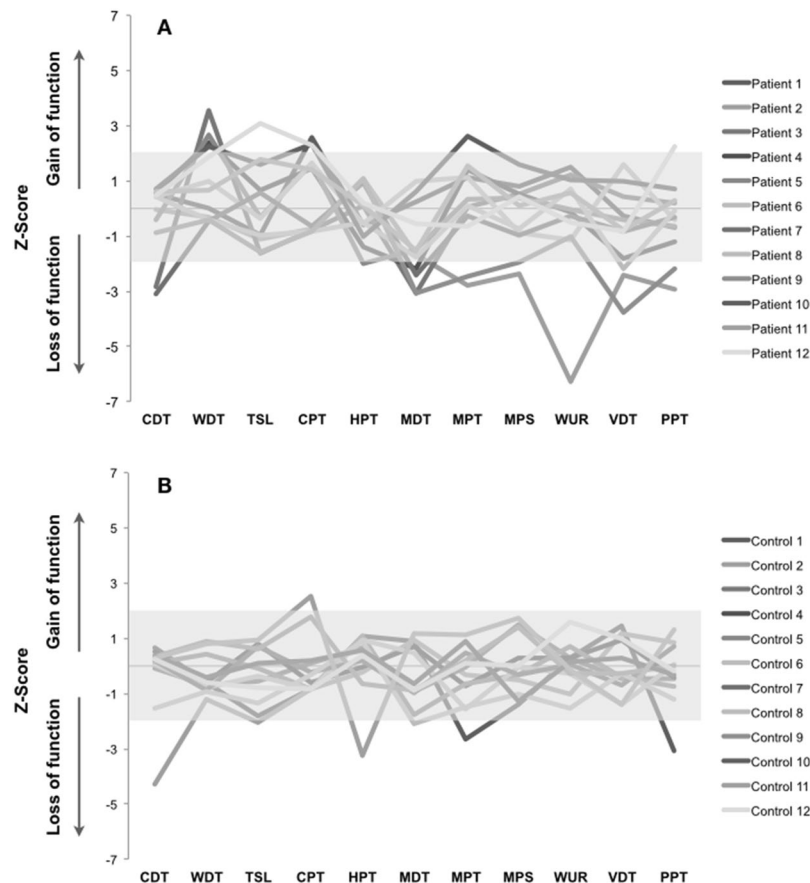 A
7
5
3
1
-1
-3
-5
-7
Z-Score
Gain of function
Loss of function
CDT WDT TSL CPT HPT MDT MPT MPS WUR VDT PPT
Patient 1
Patient 2
Patient 3
Patient 4
Patient 5
Patient 6
Patient 7
Patient 8
Patient 9
Patient 10
Patient 11
Patient 12
B
7
5
3
1
-1
-3
-5
-7
Z-Score
Gain of function
Loss of function
CDT WDT TSL CPT HPT MDT MPT MPS WUR VDT PPT
Control 1
Control 2
Control 3
Control 4
Control 5
Control 6
Control 7
Control 8
Control 9
Control 10
Control 11
Control 12